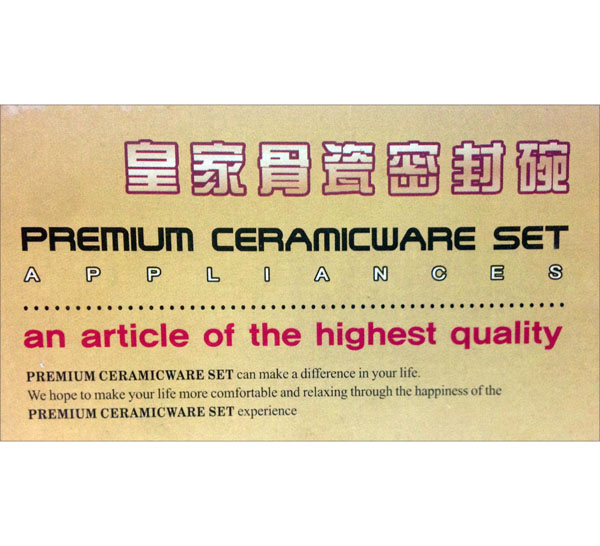 皇家骨瓷密封碗
PREMIUM CERAMICWARE SET
APPLIANCES
an article of the highest quality
PREMIUM CERAMICWARE SET can make a difference in your life.
We hope to make your life more comfortable and relaxing through the happiness of the
PREMIUM CERAMICWARE SET experience